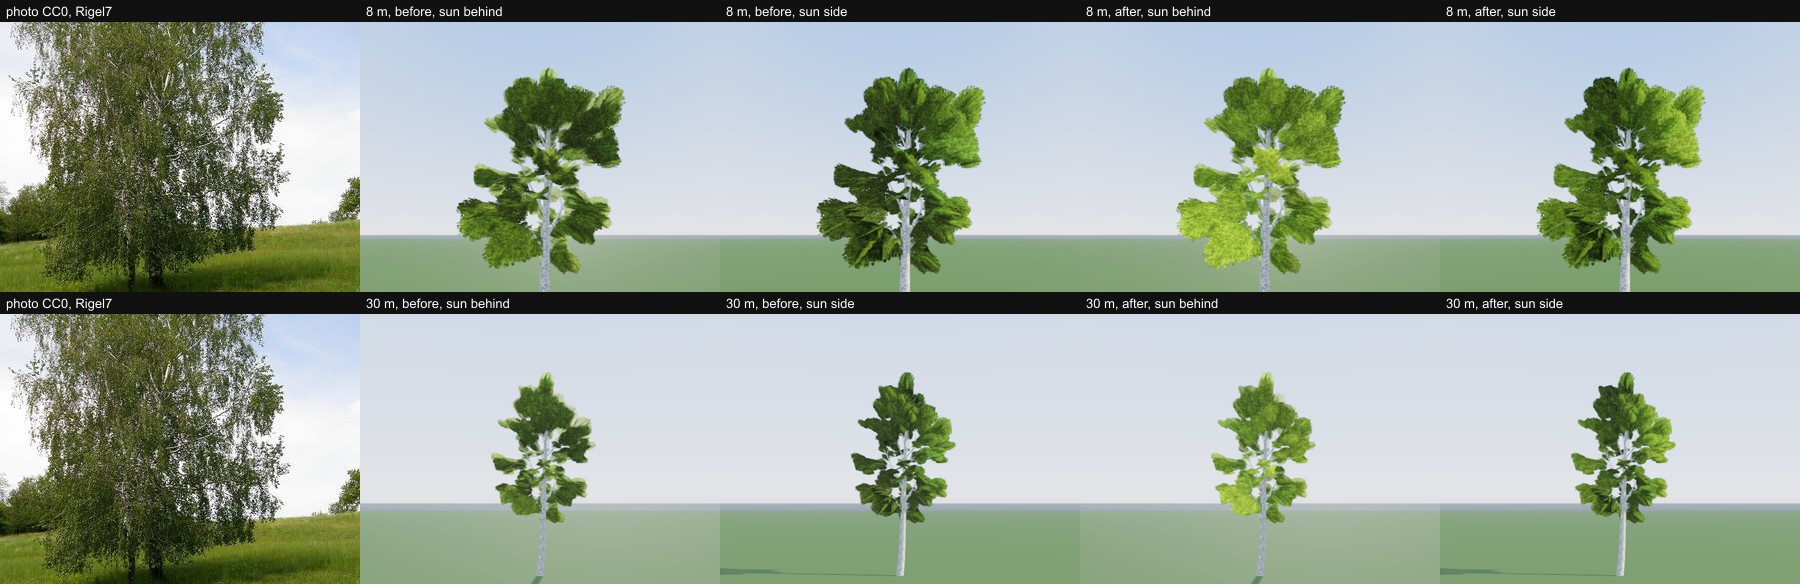 photo CC0, Rigel7
8 m, before, sun behind
8 m, before, sun side
8 m, after, sun behind
8 m, after, sun side
photo CC0, Rigel7
30 m, before, sun behind
30 m, before, sun side
30 m, after, sun behind
30 m, after, sun side